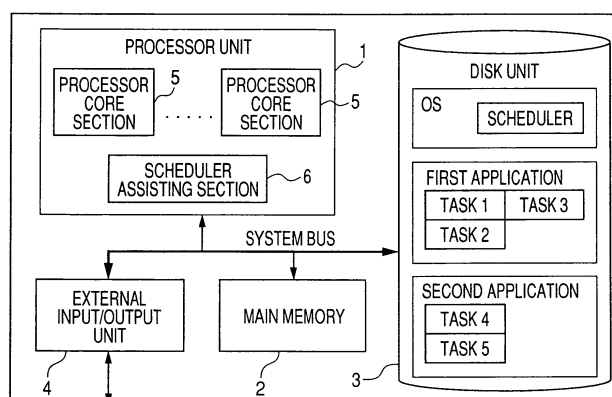 PROCESSOR UNIT
1
PROCESSOR
CORE
SECTION
5
.....
PROCESSOR
CORE
SECTION
5
SCHEDULER
ASSISTING SECTION
6
SYSTEM BUS
EXTERNAL
INPUT/OUTPUT
UNIT
4
MAIN MEMORY
2
DISK UNIT
OS
SCHEDULER
FIRST APPLICATION
TASK 1 TASK 3
TASK 2
SECOND APPLICATION
TASK 4
TASK 5
3